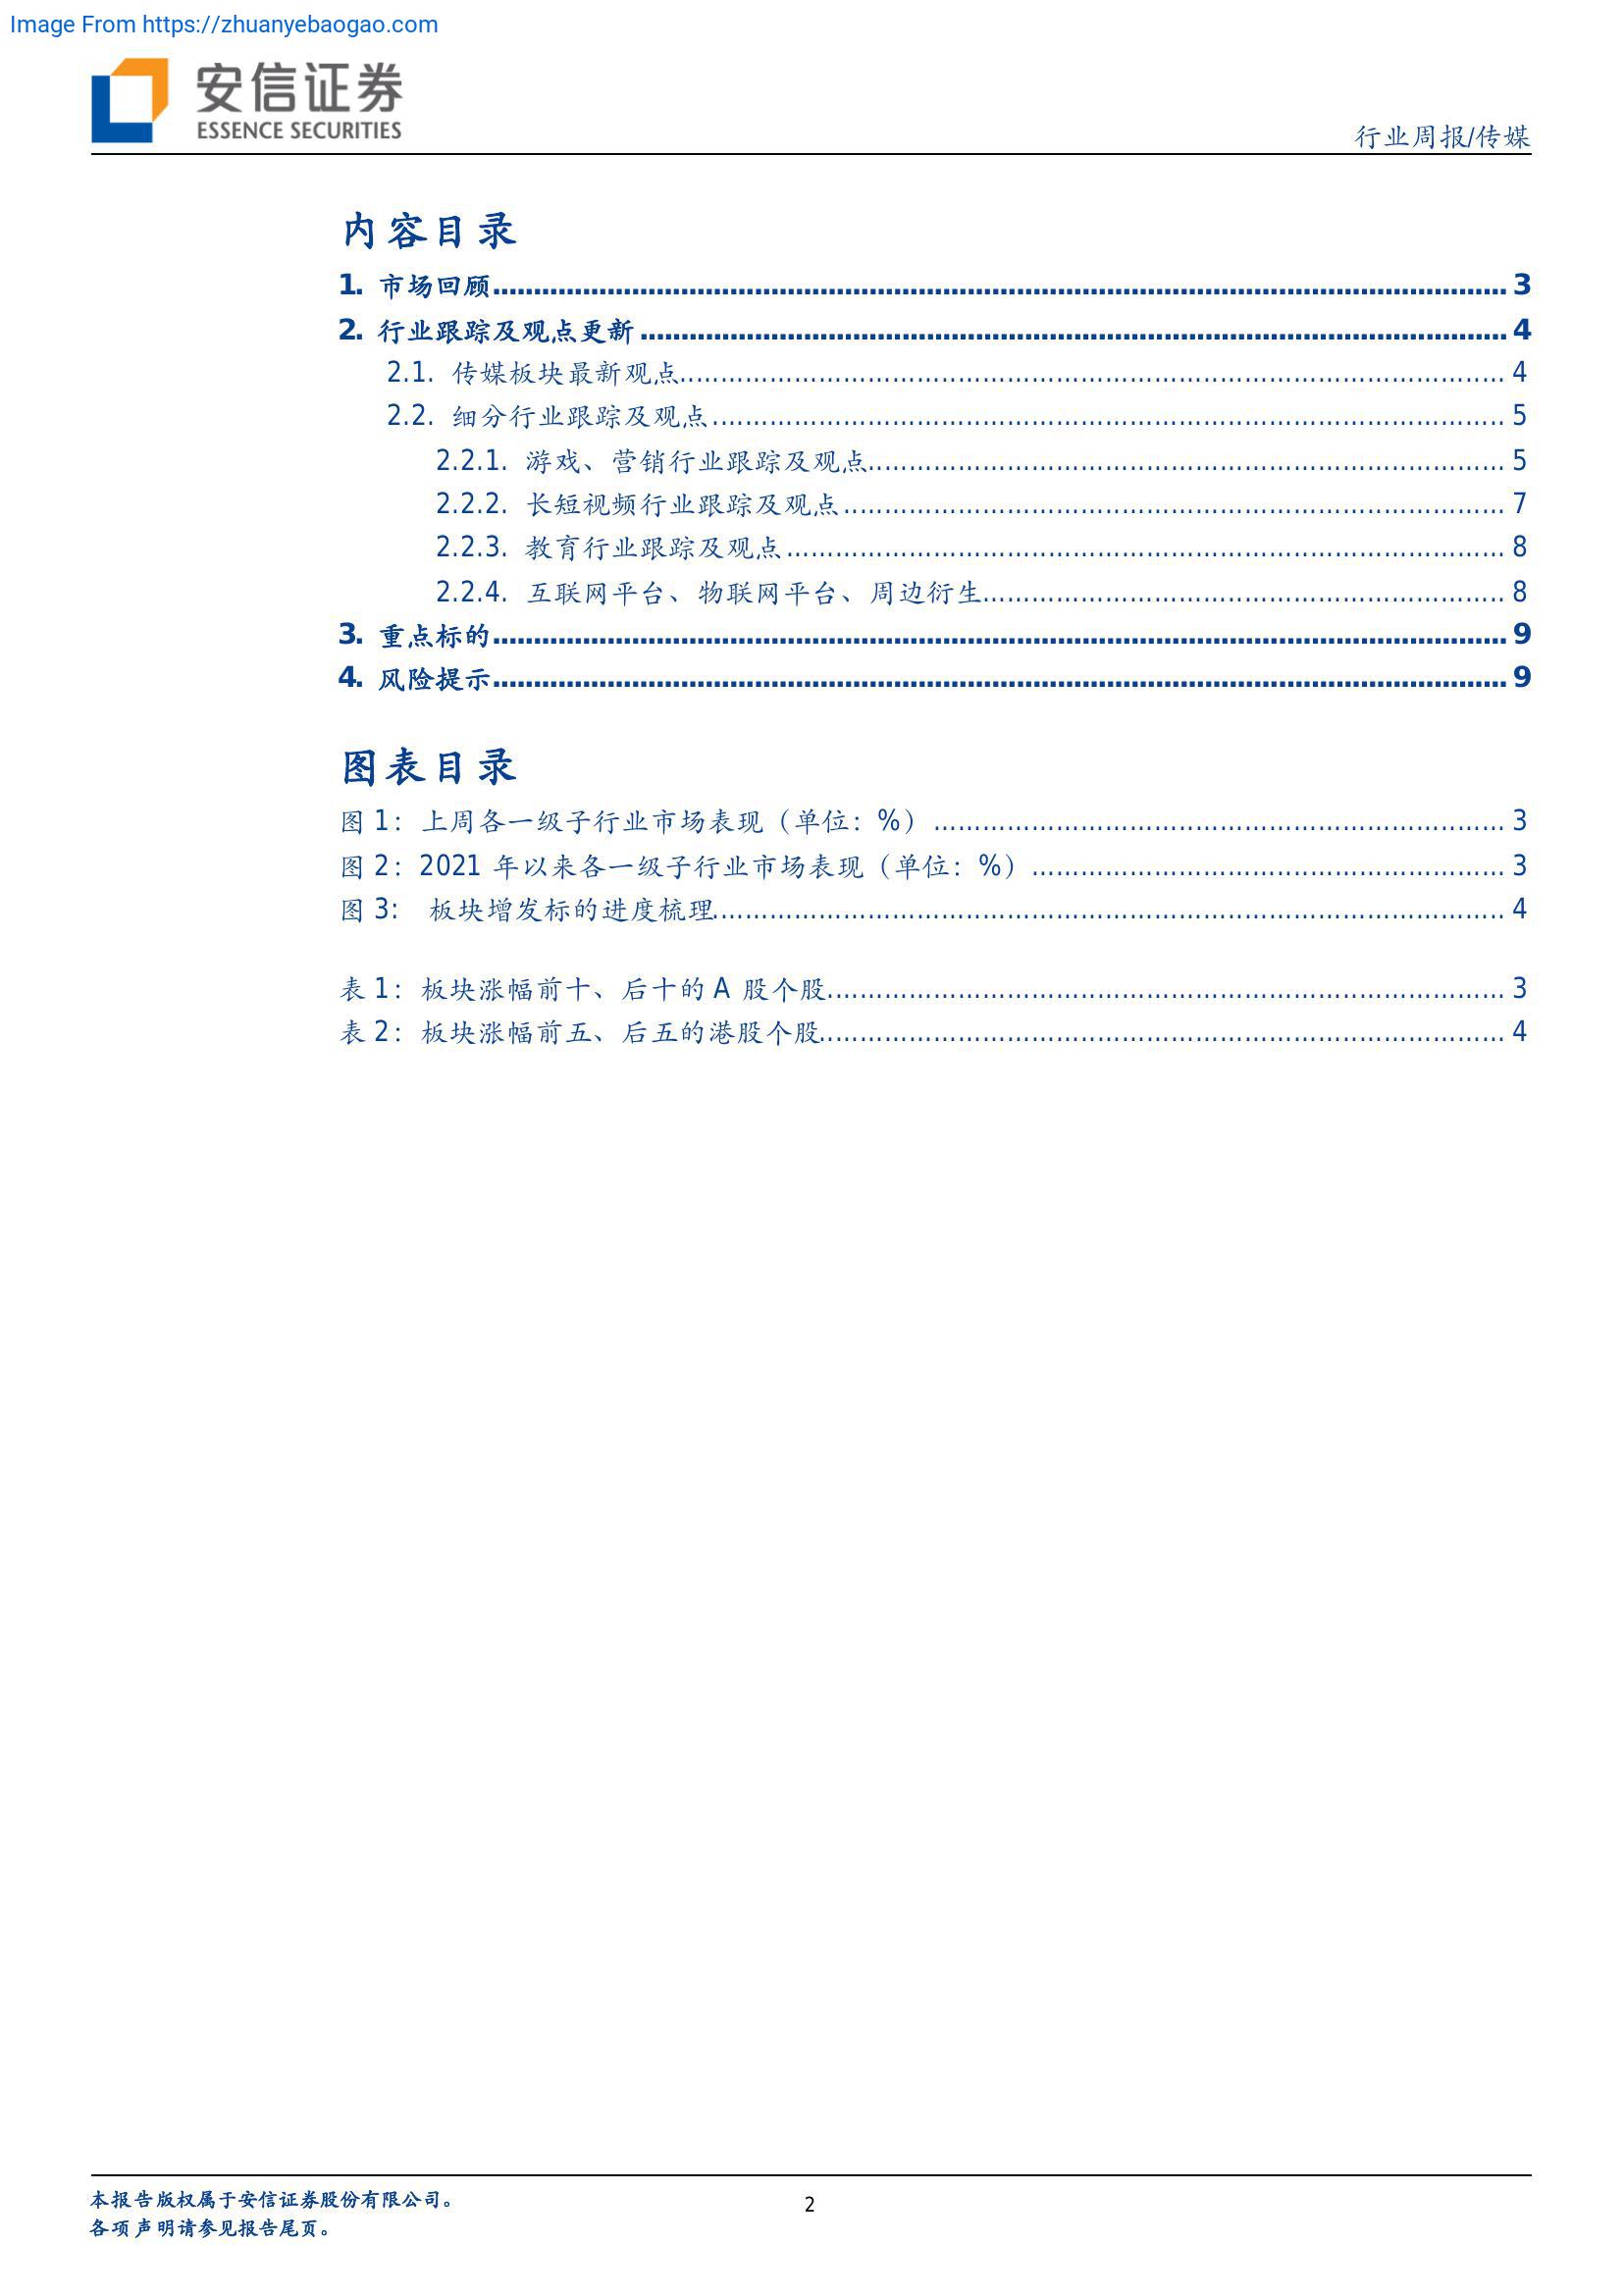 Image From https://zhuanyebaogao.com
安信证券
ESSENCE SECURITIES
行业周报/传媒
内容目录
1. 市场回顾 3
2. 行业跟踪及观点更新 4
2.1. 传媒板块最新观点 4
2.2. 细分行业跟踪及观点 5
2.2.1. 游戏、营销行业跟踪及观点 5
2.2.2. 长短视频行业跟踪及观点 7
2.2.3. 教育行业跟踪及观点 8
2.2.4. 互联网平台、物联网平台、周边衍生 8
3. 重点标的 9
4. 风险提示 9
图表目录
图 1：上周各一级子行业市场表现（单位：%） 3
图 2：2021 年以来各一级子行业市场表现（单位：%） 3
图 3： 板块增发标的进度梳理 4
表 1：板块涨幅前十、后十的 A 股个股 3
表 2：板块涨幅前五、后五的港股个股 4
本报告版权属于安信证券股份有限公司。
2
各项声明请参见报告尾页。